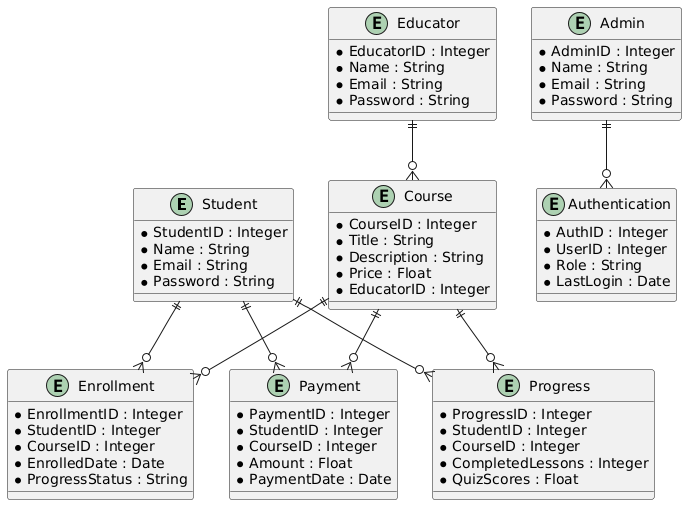 E Educator
EducatorID : Integer
Name : String
Email : String
Password : String
E Admin
AdminID : Integer
Name : String
Email : String
Password : String
E Student
StudentID : Integer
Name : String
Email : String
Password : String
E Course
CourseID : Integer
Title : String
Description : String
Price : Float
EducatorID : Integer
E Authentication
AuthID : Integer
UserID : Integer
Role : String
LastLogin : Date
E Enrollment
EnrollmentID : Integer
StudentID : Integer
CourseID : Integer
EnrolledDate : Date
ProgressStatus : String
E Payment
PaymentID : Integer
StudentID : Integer
CourseID : Integer
Amount : Float
PaymentDate : Date
E Progress
ProgressID : Integer
StudentID : Integer
CourseID : Integer
CompletedLessons : Integer
QuizScores : Float